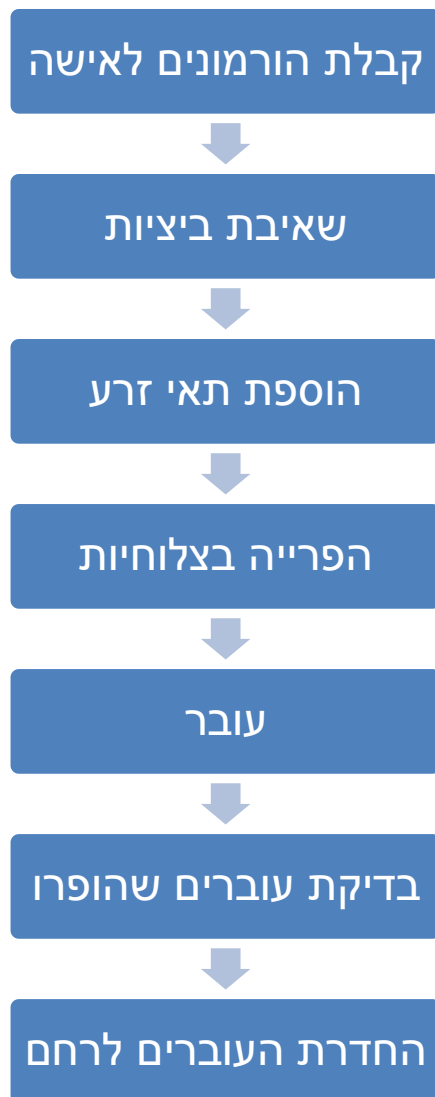 קבלת הורמונים לאישה
שאיבת ביציות
הוספת תאי זרע
הפרייה בצלוחיות
עובר
בדיקת עוברים שהופרו
החדרת העוברים לרחם